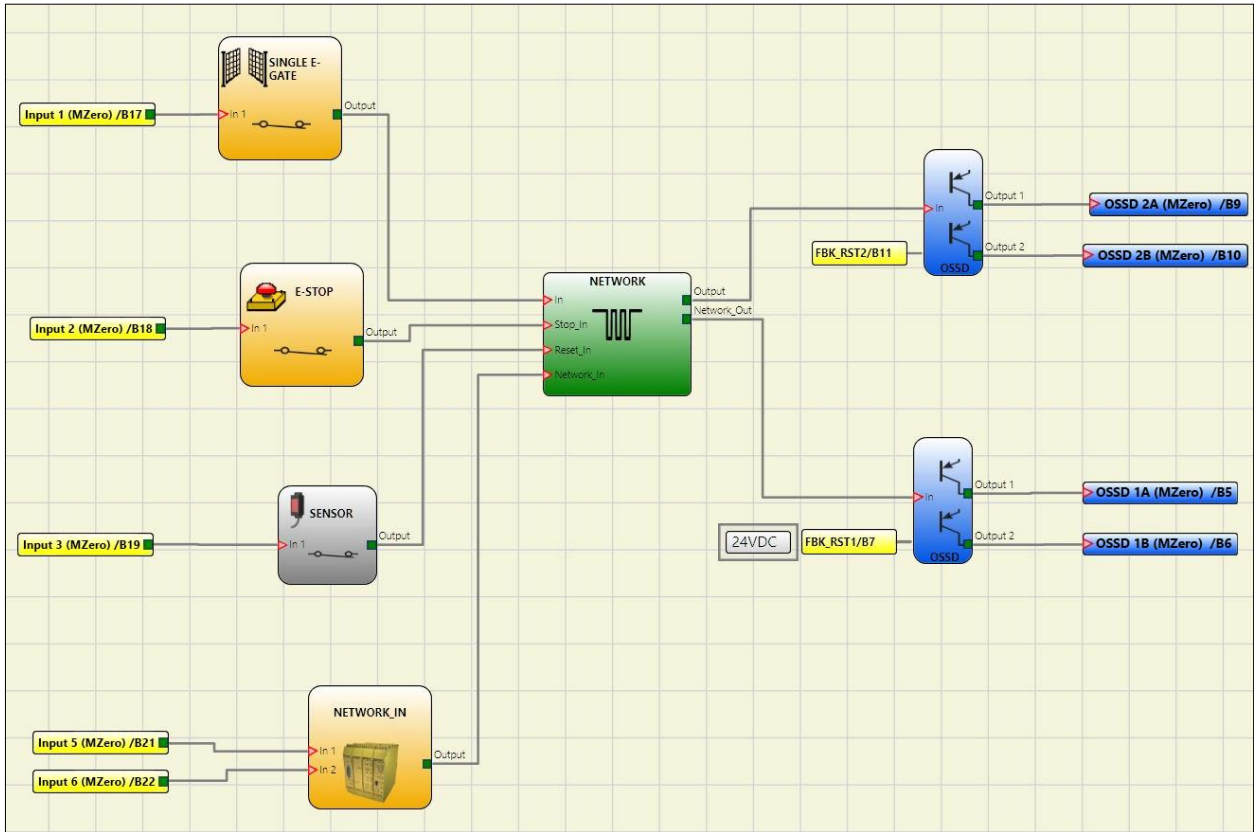 SINGLE E-
GATE
Input 1 (MZero) /B17
In 1
Output
E-STOP
Input 2 (MZero) /B18
In 1
Output
SENSOR
Input 3 (MZero) /B19
In 1
Output
NETWORK_IN
Input 5 (MZero) /B21
Input 6 (MZero) /B22
In 1
In 2
Output
NETWORK
In
Stop_In
Reset_In
Network_In
Output
Network_Out
In
Output 1
Output 2
OSSD
FBK_RST2/B11
OSSD 2A (MZero) /B9
OSSD 2B (MZero) /B10
In
Output 1
Output 2
OSSD
24VDC
FBK_RST1/B7
OSSD 1A (MZero) /B5
OSSD 1B (MZero) /B6